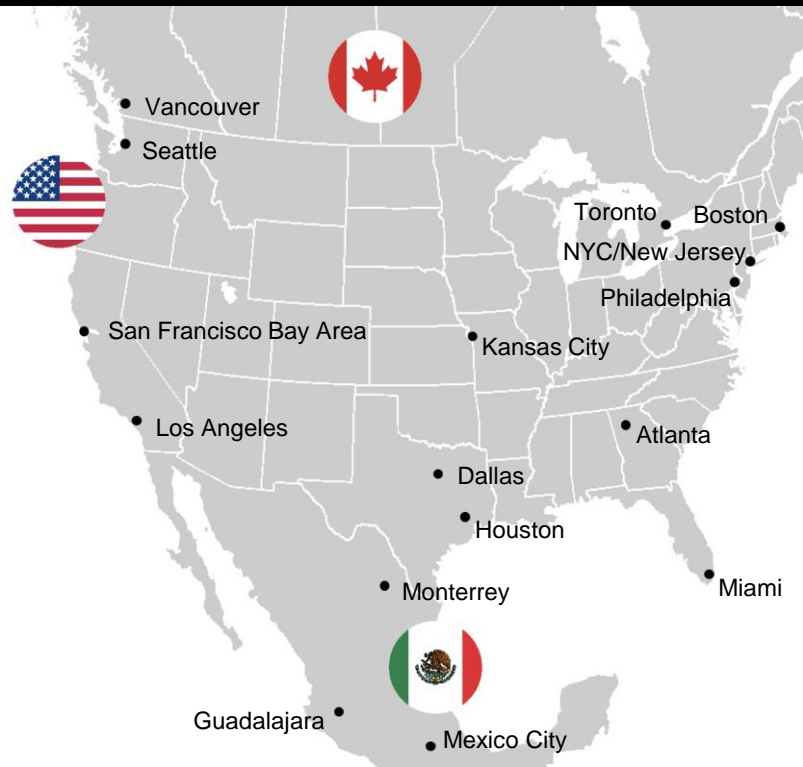 Vancouver
Seattle
Toronto
Boston
NYC/New Jersey
Philadelphia
San Francisco Bay Area
Kansas City
Los Angeles
Atlanta
Dallas
Houston
Monterrey
Miami
Guadalajara
Mexico City